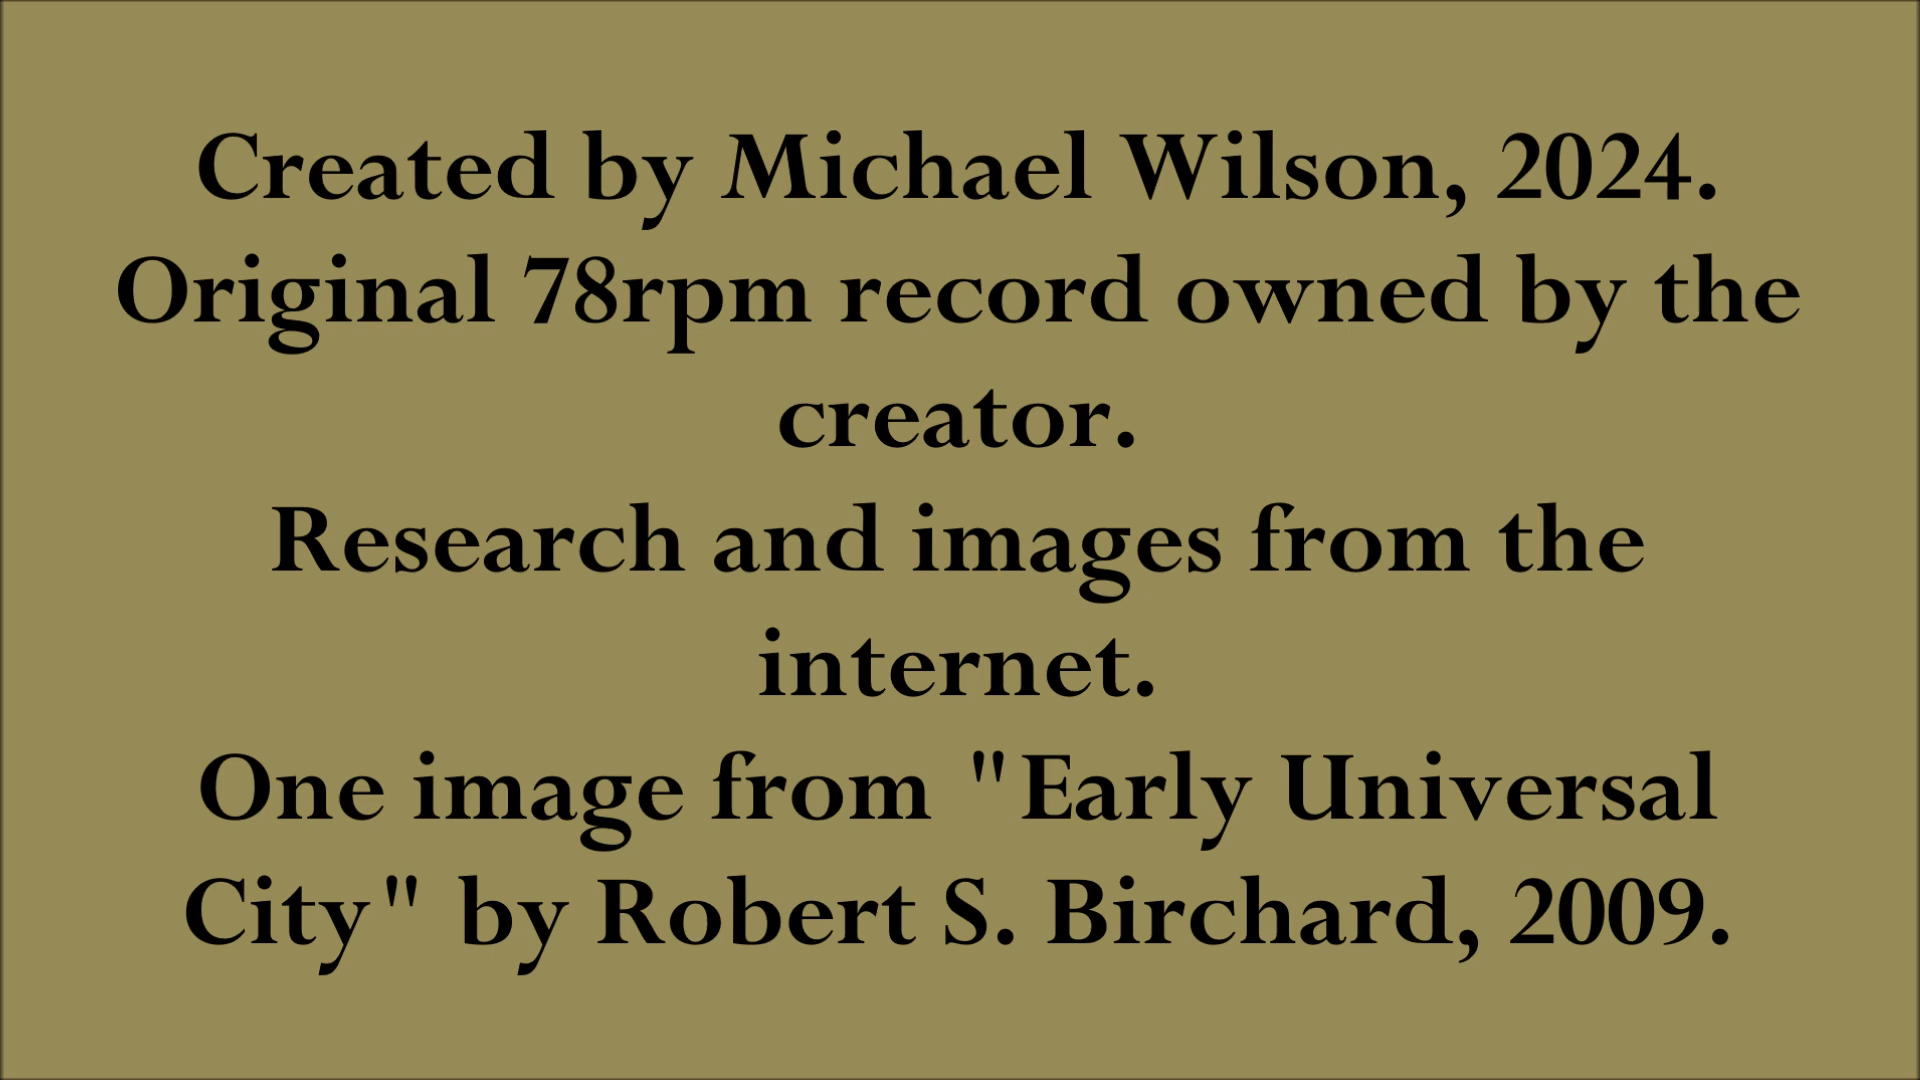 Created by Michael Wilson, 2024.
Original 78rpm record owned by the
creator.
Research and images from the
internet.
One image from "Early Universal
City" by Robert S. Birchard, 2009.